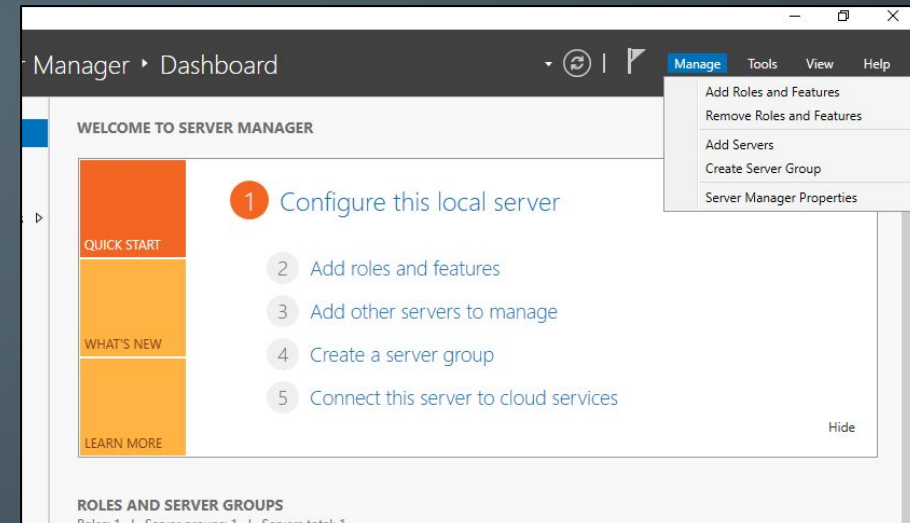 Manager ‣ Dashboard
Manage Tools View Help
Add Roles and Features
Remove Roles and Features
Add Servers
Create Server Group
Server Manager Properties
WELCOME TO SERVER MANAGER
QUICK START
WHAT'S NEW
LEARN MORE
1 Configure this local server
2 Add roles and features
3 Add other servers to manage
4 Create a server group
5 Connect this server to cloud services
Hide
ROLES AND SERVER GROUPS